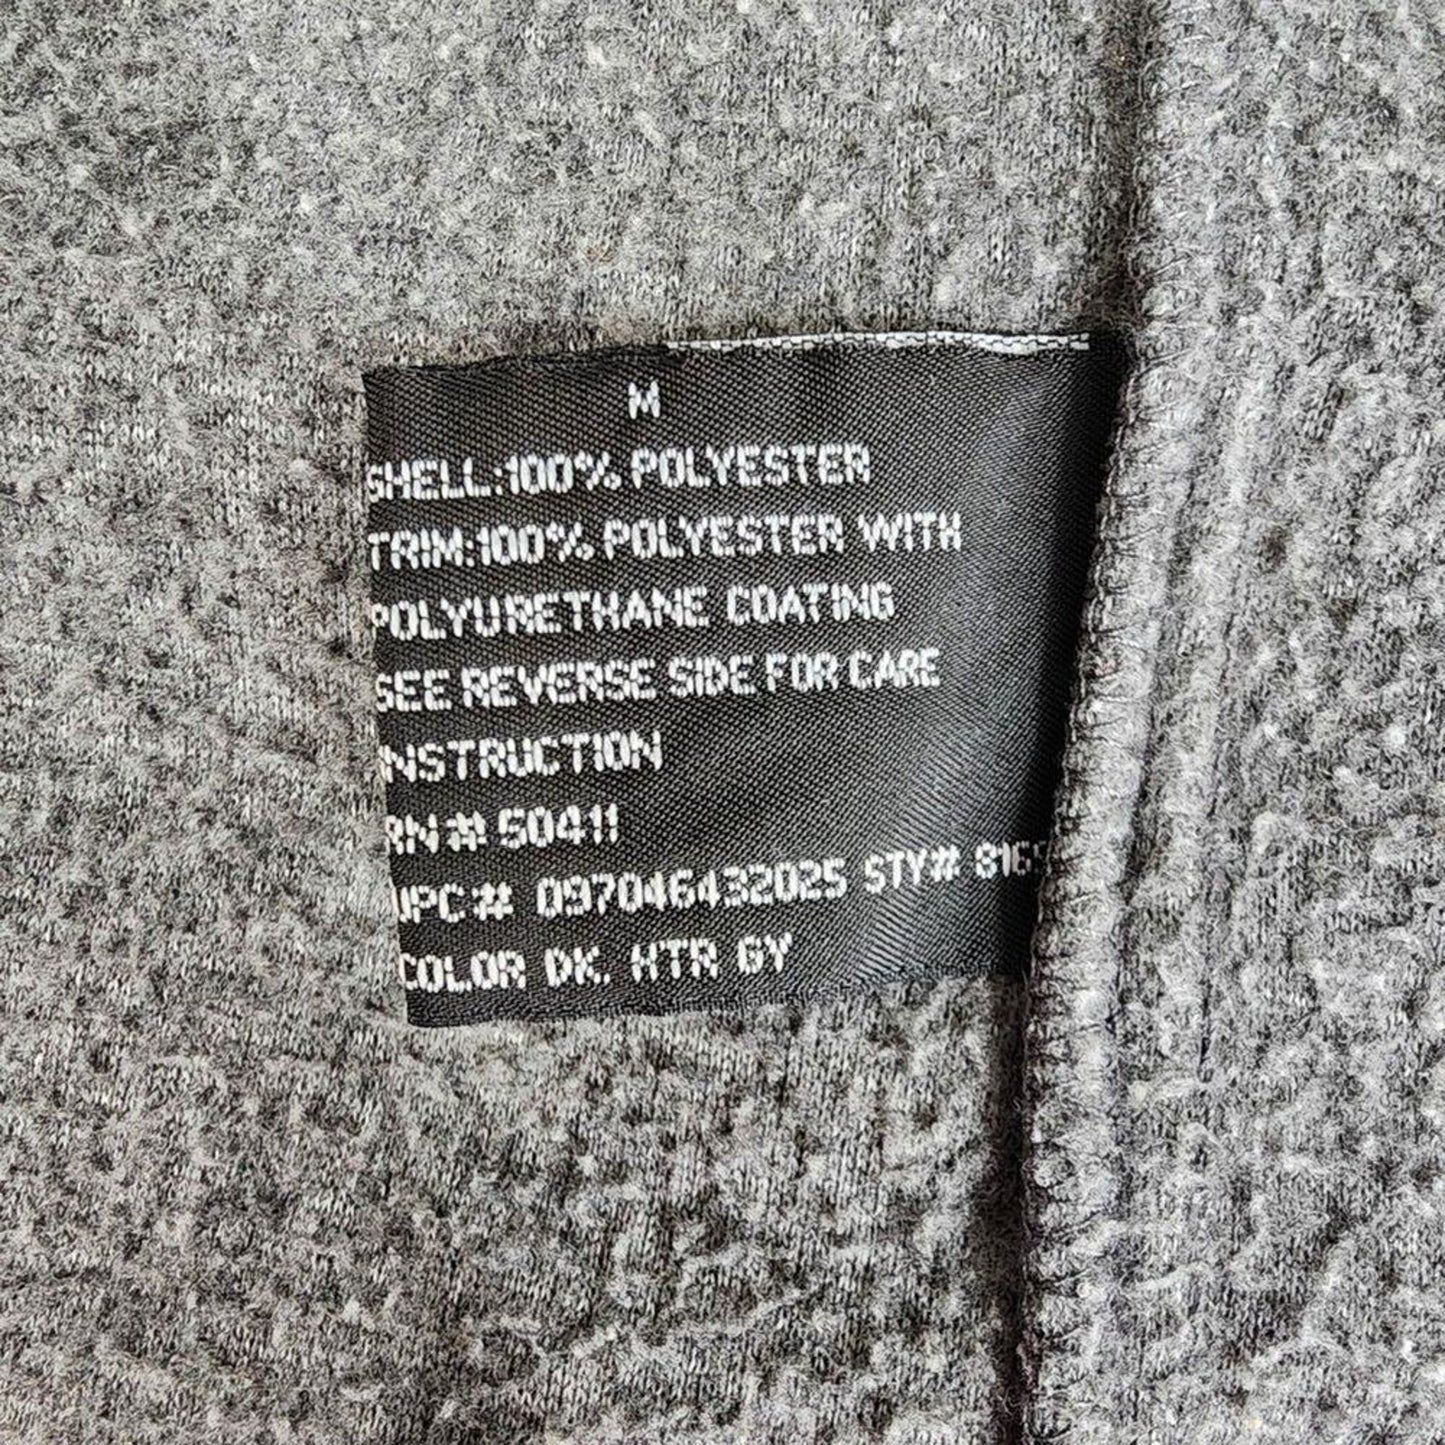 M
SHELL:100% POLYESTER
TRIM:100% POLYESTER WITH
POLYURETHANE COATING
SEE REVERSE SIDE FOR CARE
INSTRUCTION
RN# 50411
UPC# 097046432025 STY#
COLOR DK. HTR GY